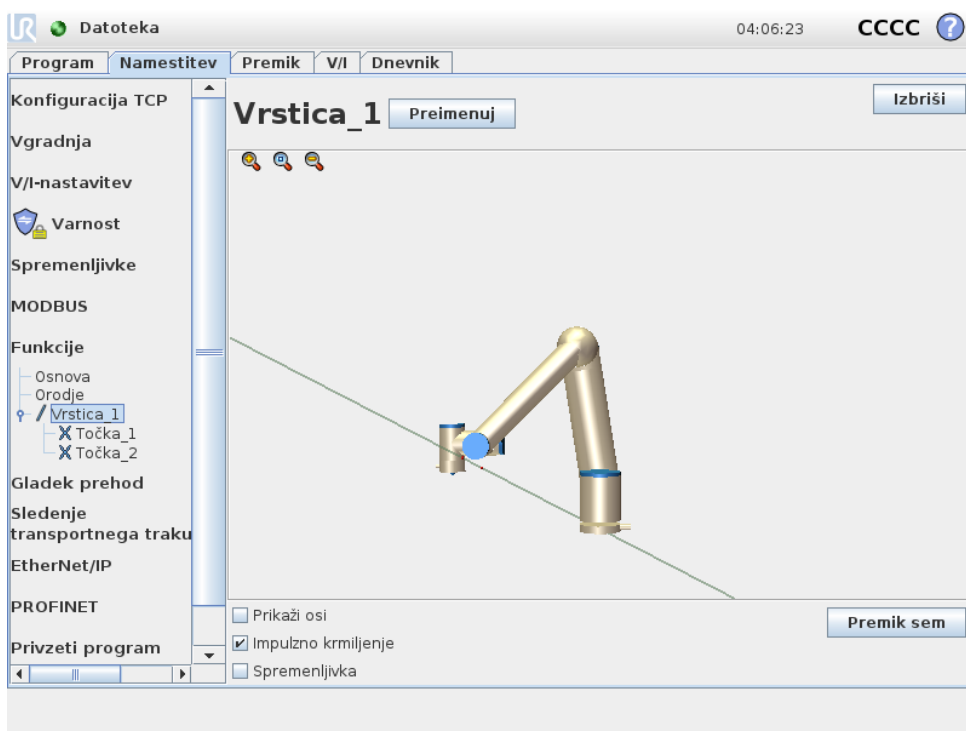 UR Datoteka 04:06:23 CCCC ?
Program Namestitev Premik V/I Dnevnik
Konfiguracija TCP
Vgradnja
V/I-nastavitev
Varnost
Spremenljivke
MODBUS
Funkcije
Osnova
Orodje
Vrstica_1
Točka_1
Točka_2
Gladek prehod
Sledenje
transportnega traku
EtherNet/IP
PROFINET
Privzeti program
Vrstica_1 Preimenuj Izbriši
Prikaži osi
Impulzno krmiljenje
Spremenljivka
Premik sem